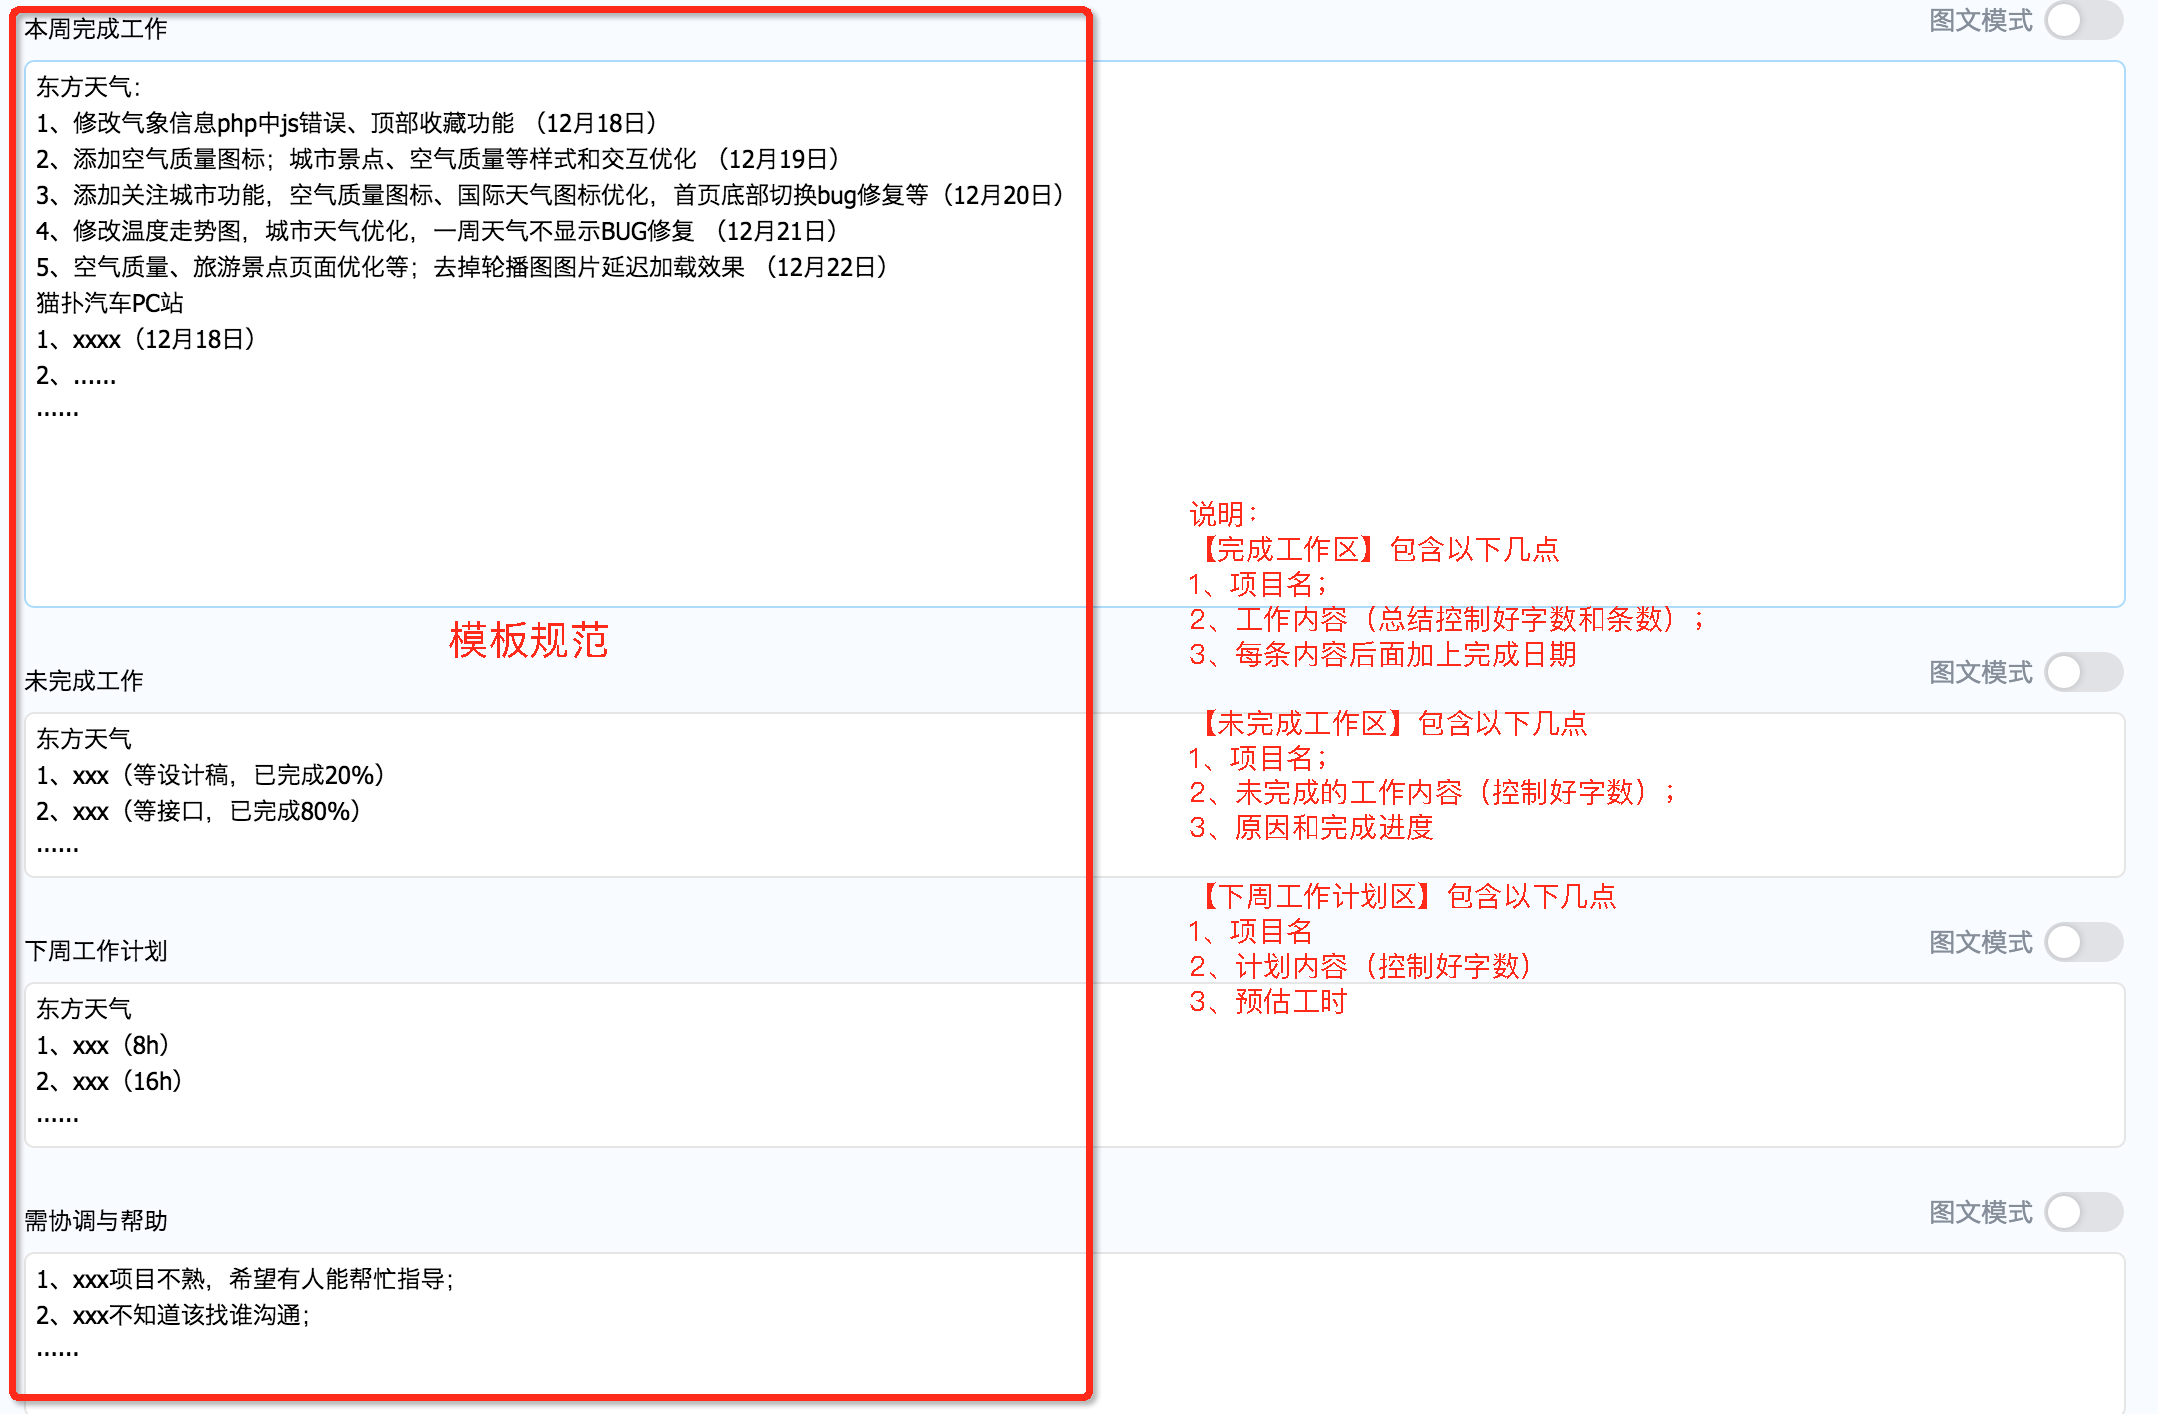 本周完成工作
图文模式
东方天气：
1、修改气象信息php中js错误、顶部收藏功能 （12月18日）
2、添加空气质量图标；城市景点、空气质量等样式和交互优化 （12月19日）
3、添加关注城市功能，空气质量图标、国际天气图标优化，首页底部切换bug修复等（12月20日）
4、修改温度走势图，城市天气优化，一周天气不显示BUG修复 （12月21日）
5、空气质量、旅游景点页面优化等；去掉轮播图图片延迟加载效果 （12月22日）
猫扑汽车PC站
1、xxxx（12月18日）
2、......
......
模板规范
说明：
【完成工作区】包含以下几点
1、项目名；
2、工作内容（总结控制好字数和条数）；
3、每条内容后面加上完成日期
未完成工作
图文模式
东方天气
1、xxx（等设计稿，已完成20%）
2、xxx（等接口，已完成80%）
......
【未完成工作区】包含以下几点
1、项目名；
2、未完成的工作内容（控制好字数）；
3、原因和完成进度
下周工作计划
图文模式
东方天气
1、xxx（8h）
2、xxx（16h）
......
【下周工作计划区】包含以下几点
1、项目名
2、计划内容（控制好字数）
3、预估工时
需协调与帮助
图文模式
1、xxx项目不熟，希望有人能帮忙指导；
2、xxx不知道该找谁沟通；
......